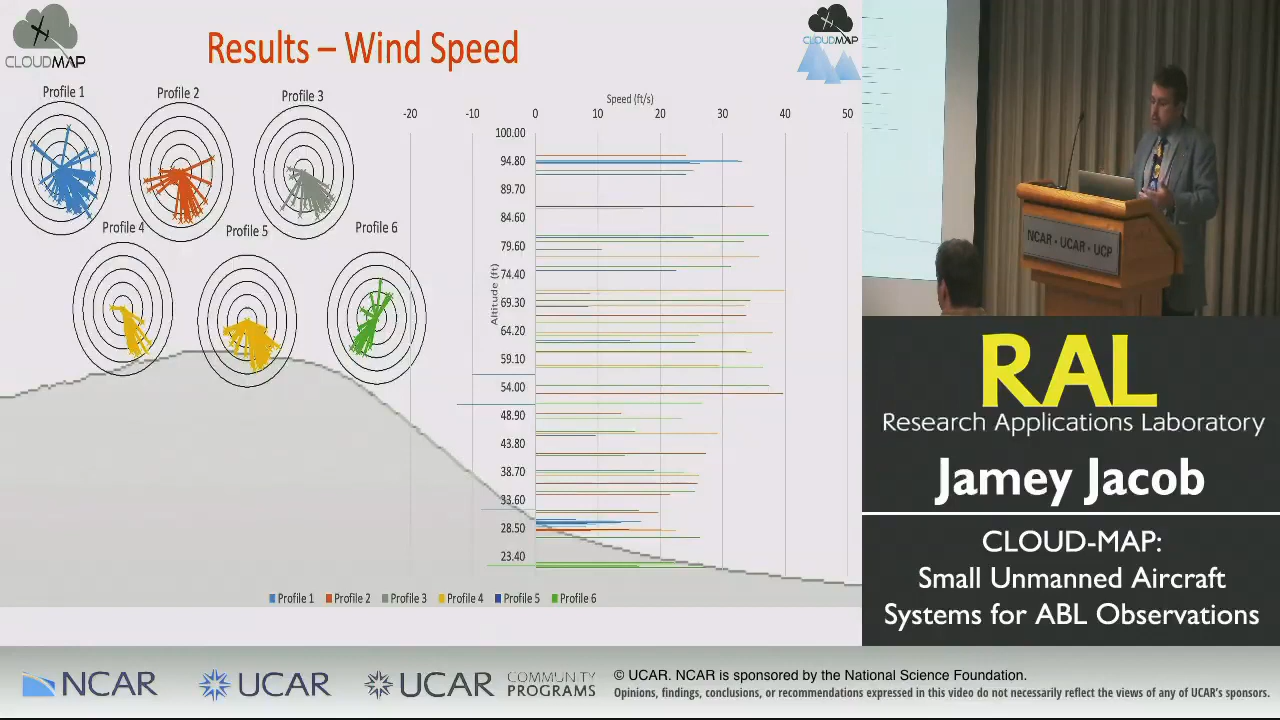 CLOUDMAP
Results – Wind Speed
CLOUDMAP
Profile 1
Profile 2
Profile 3
Profile 4
Profile 5
Profile 6
Speed (ft/s)
-20 -10 0 10 20 30 40 50
Altitude (ft)
100.00
94.80
89.70
84.60
79.60
74.40
69.30
64.20
59.10
54.00
48.90
43.80
38.70
33.60
28.50
23.40
Profile 1 Profile 2 Profile 3 Profile 4 Profile 5 Profile 6
NCAR • UCAR • UCP
RAL
Research Applications Laboratory
Jamey Jacob
CLOUD-MAP:
Small Unmanned Aircraft
Systems for ABL Observations
NCAR
UCAR
UCAR
COMMUNITY
PROGRAMS
© UCAR. NCAR is sponsored by the National Science Foundation.
Opinions, findings, conclusions, or recommendations expressed in this video do not necessarily reflect the views of any of UCAR's sponsors.